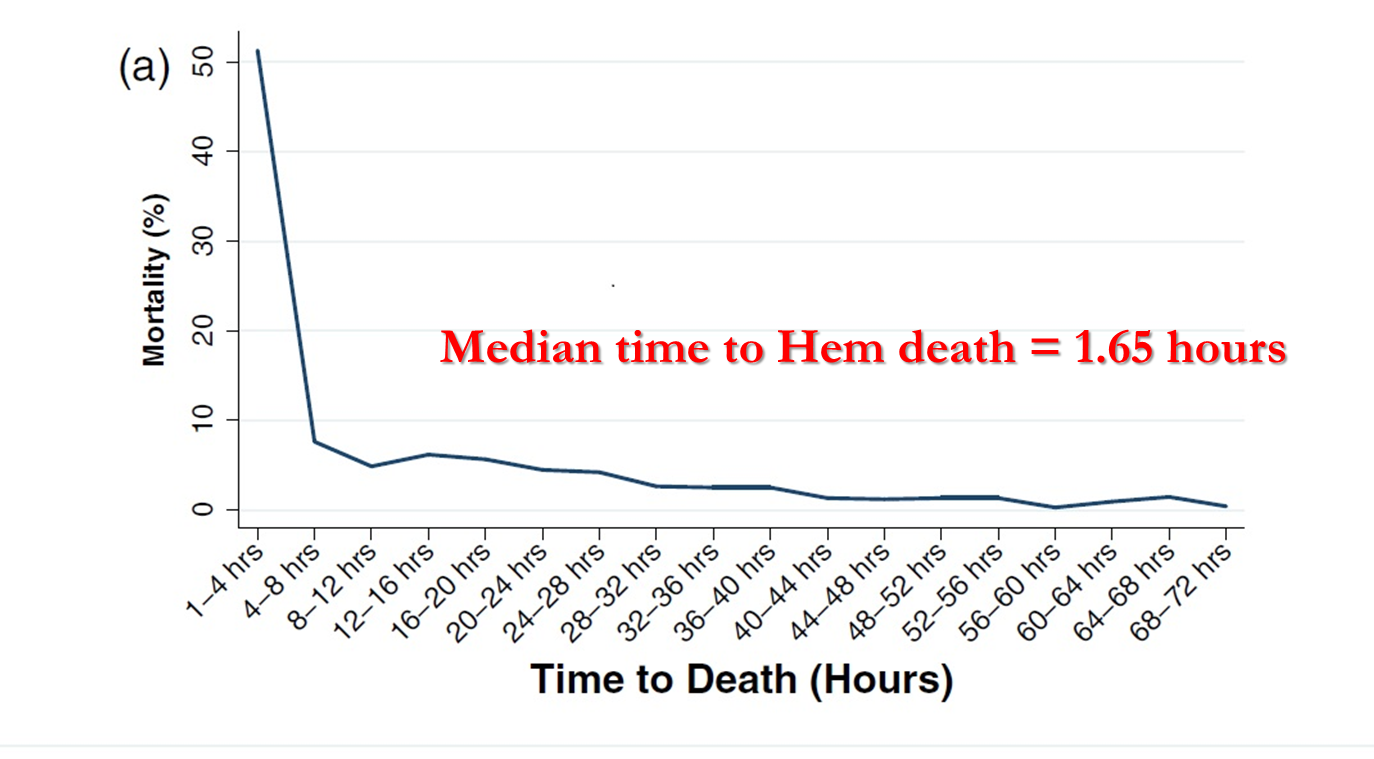 (a)
50
40
30
20
10
0
Mortality (%)
Median time to Hem death = 1.65 hours
1–4 hrs
4–8 hrs
8–12 hrs
12–16 hrs
16–20 hrs
20–24 hrs
24–28 hrs
28–32 hrs
32–36 hrs
36–40 hrs
40–44 hrs
44–48 hrs
48–52 hrs
52–56 hrs
56–60 hrs
60–64 hrs
64–68 hrs
68–72 hrs
Time to Death (Hours)